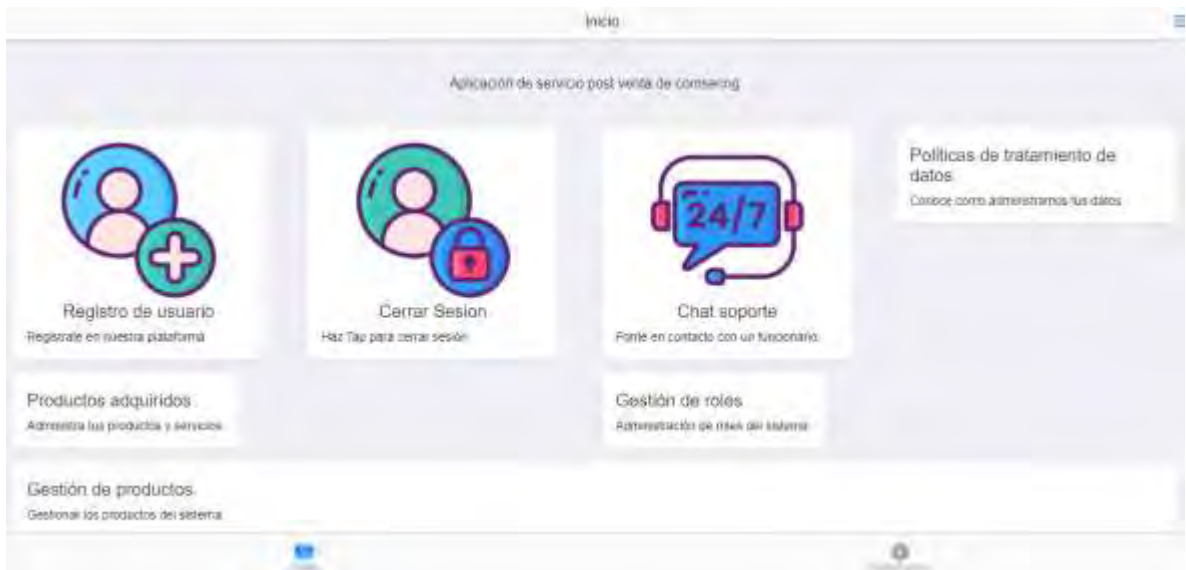 Inicio
Aplicación de servicio post venta de comsering
Registro de usuario
Registrate en nuestra plataforma
Cerrar Sesion
Haz Tap para cerrar sesión
24/7
Chat soporte
Ponte en contacto con un funcionario
Políticas de tratamiento de
datos
Conoce como administramos tus datos
Productos adquiridos
Administra tus productos y servicios
Gestión de roles
Administración de roles del sistema
Gestión de productos
Gestionar los productos del sistema